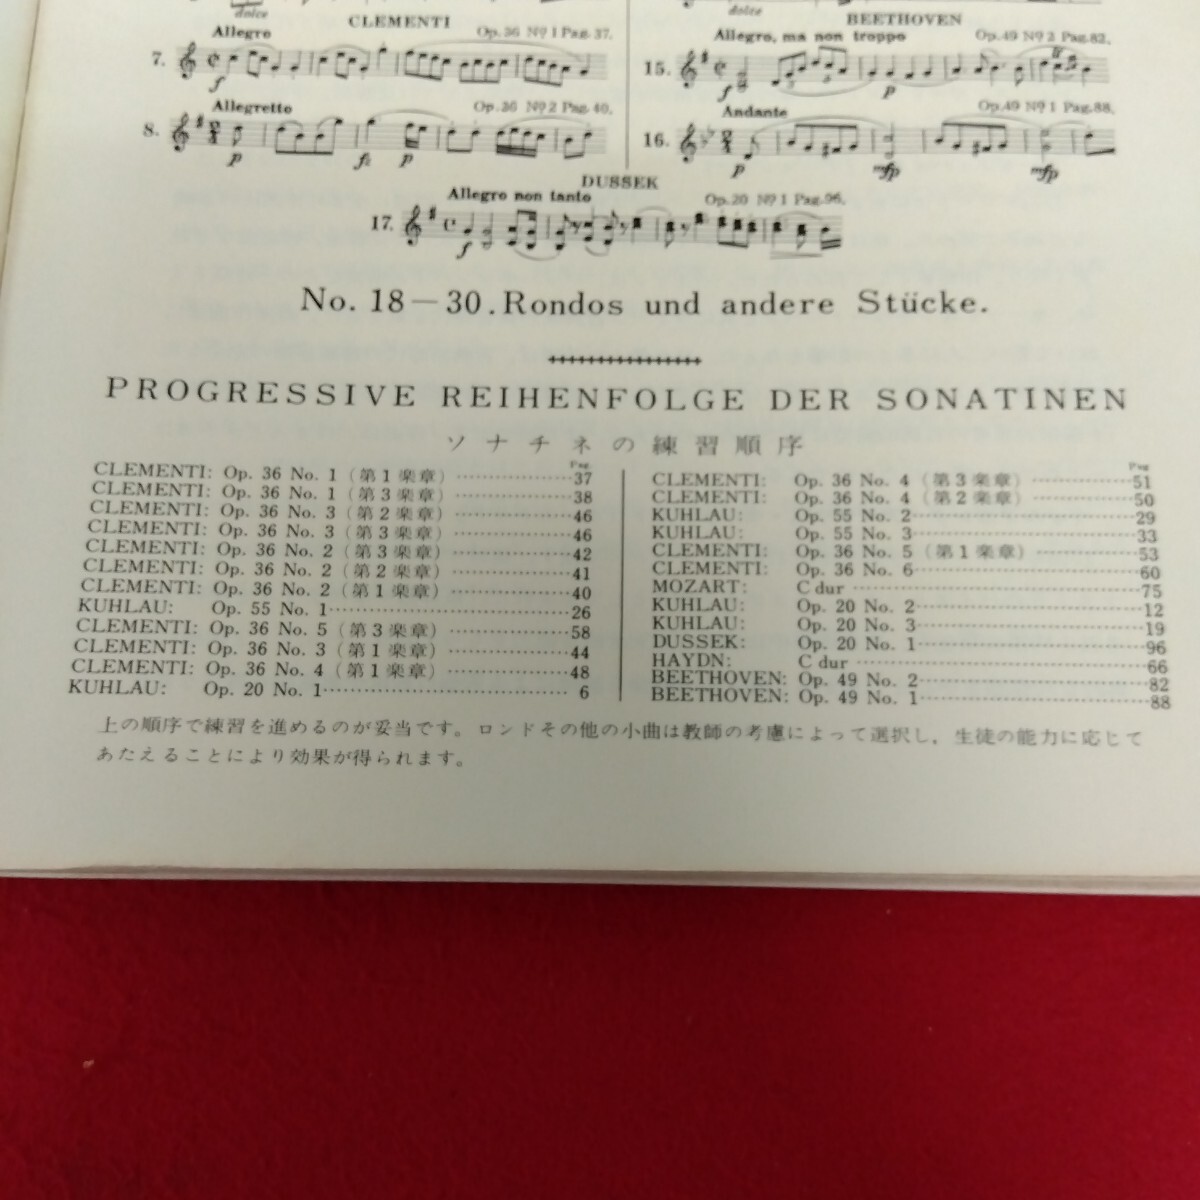 dolce
CLEMENTI
Allegro
Op.36 Nº1 Pag.37.
7.
f
Allegretto
Op.36 Nº2 Pag.40.
8.
p fz p
dolce
BEETHOVEN
Allegro, ma non troppo
Op.49 Nº2 Pag.82.
15.
3 3
tr
f p
Andante
Op.49 Nº1 Pag.88.
16.
p mfp mfp
DUSSEK
Allegro non tanto
Op.20 Nº1 Pag.96.
17.
f
No. 18－30. Rondos und andere Stücke.
PROGRESSIVE REIHENFOLGE DER SONATINEN
ソナチネの練習順序
Pag
CLEMENTI: Op. 36 No. 1 (第1楽章) ……………… 37
CLEMENTI: Op. 36 No. 1 (第3楽章) ……………… 38
CLEMENTI: Op. 36 No. 3 (第2楽章) ……………… 46
CLEMENTI: Op. 36 No. 3 (第3楽章) ……………… 46
CLEMENTI: Op. 36 No. 2 (第3楽章) ……………… 42
CLEMENTI: Op. 36 No. 2 (第2楽章) ……………… 41
CLEMENTI: Op. 36 No. 2 (第1楽章) ……………… 40
KUHLAU: Op. 55 No. 1 ……………… 26
CLEMENTI: Op. 36 No. 5 (第3楽章) ……………… 58
CLEMENTI: Op. 36 No. 3 (第1楽章) ……………… 44
CLEMENTI: Op. 36 No. 4 (第1楽章) ……………… 48
KUHLAU: Op. 20 No. 1 ……………… 6
Pag
CLEMENTI: Op. 36 No. 4 (第3楽章) ……………… 51
CLEMENTI: Op. 36 No. 4 (第2楽章) ……………… 50
KUHLAU: Op. 55 No. 2 ……………… 29
KUHLAU: Op. 55 No. 3 ……………… 33
CLEMENTI: Op. 36 No. 5 (第1楽章) ……………… 53
CLEMENTI: Op. 36 No. 6 ……………… 60
MOZART: C dur ……………… 75
KUHLAU: Op. 20 No. 2 ……………… 12
KUHLAU: Op. 20 No. 3 ……………… 19
DUSSEK: Op. 20 No. 1 ……………… 96
HAYDN: C dur ……………… 66
BEETHOVEN: Op. 49 No. 2 ……………… 82
BEETHOVEN: Op. 49 No. 1 ……………… 88
上の順序で練習を進めるのが妥当です。ロンドその他の小曲は教師の考慮によって選択し，生徒の能力に応じて
あたえることにより効果が得られます。